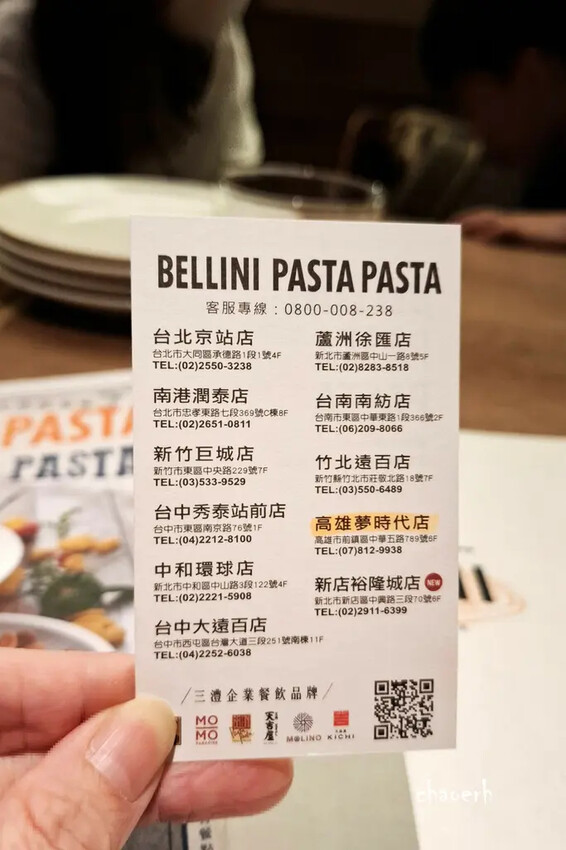 BELLINI PASTA PASTA
客服專線：0800-008-238
台北京站店
台北市大同區承德路1段1號4F
TEL:(02)2550-3238
南港潤泰店
台北市忠孝東路七段369號C棟8F
TEL:(02)2651-0811
新竹巨城店
新竹市東區中央路229號7F
TEL:(03)533-9529
台中秀泰站前店
台中市東區南京路76號1F
TEL:(04)2212-8100
中和環球店
新北市中和區中山路3段122號4F
TEL:(02)2221-5908
台中大遠百店
台中市西屯區台灣大道三段251號南棟11F
TEL:(04)2252-6038
蘆洲徐匯店
新北市蘆洲區中山一路8號5F
TEL:(02)8283-8518
台南南紡店
台南市東區中華東路1段366號2F
TEL:(06)209-8066
竹北遠百店
新竹縣竹北市莊敬北路18號7F
TEL:(03)550-6489
高雄夢時代店
高雄市前鎮區中華五路789號6F
TEL:(07)812-9938
新店裕隆城店 NEW
新北市新店區中興路三段70號6F
TEL:(02)2911-6399
三澧企業餐飲品牌
MO
MO
PARADISE
天吉屋
MOLINO
KICHI
PASTA
PASTA
chauerh